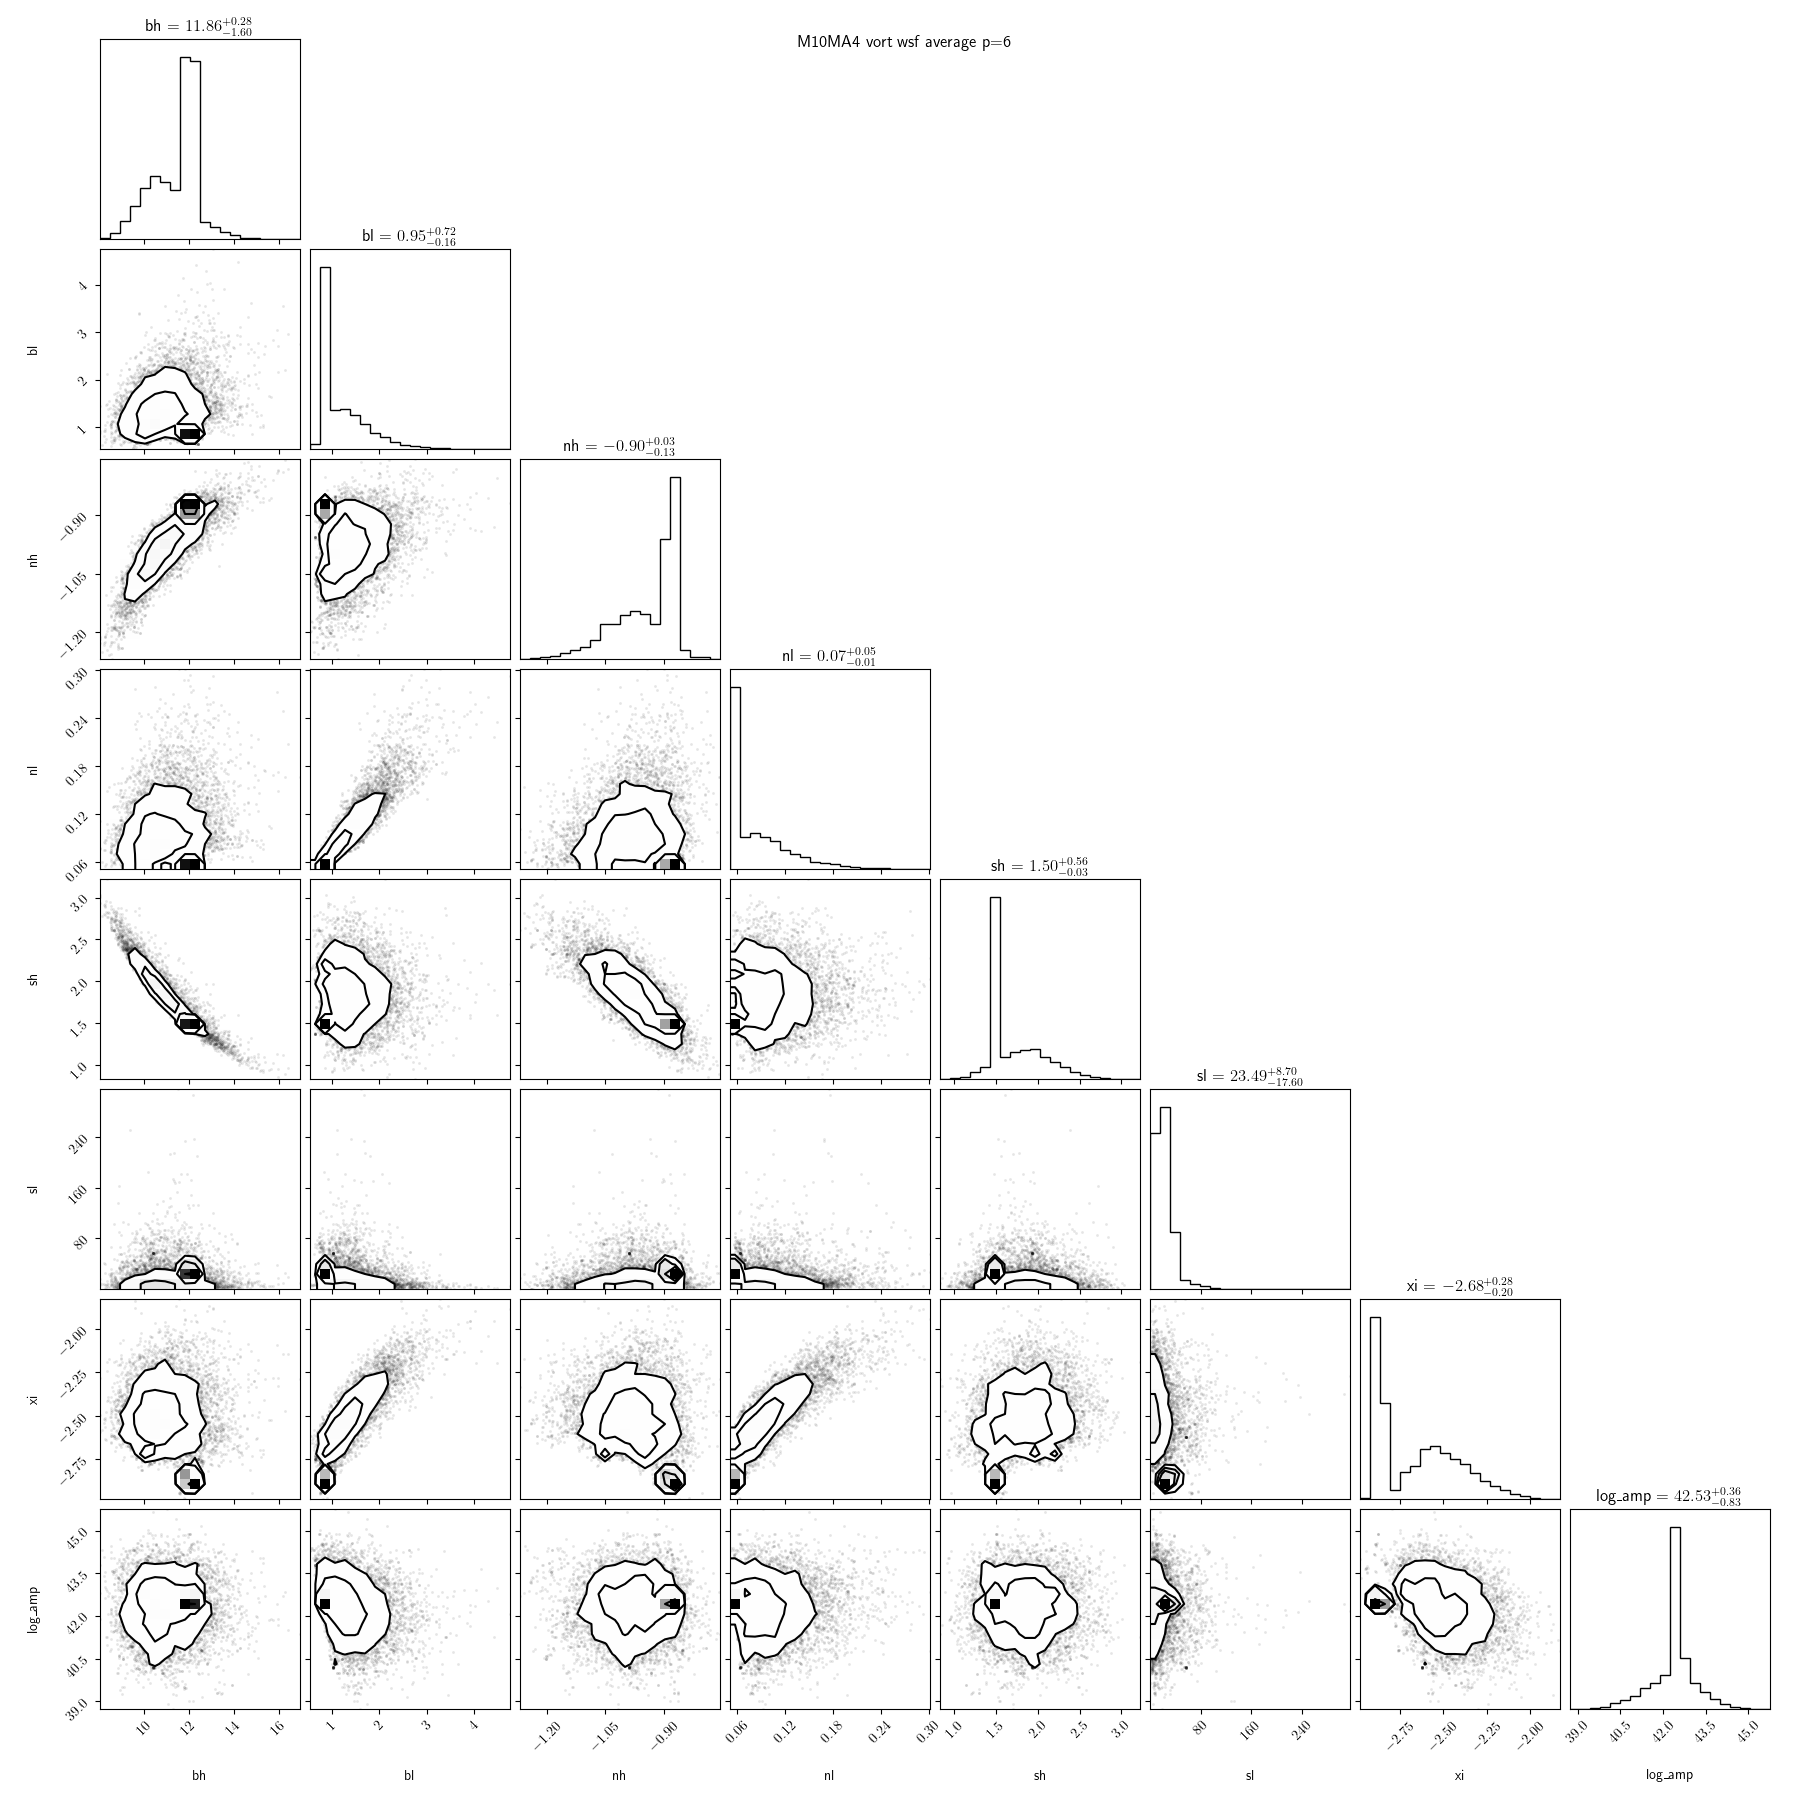 bh = 11.86+0.28 −1.60
M10MA4 vort wsf average p=6
bl = 0.95+0.72 −0.16
bl
4
3
2
1
nh = −0.90+0.03 −0.13
nh
−0.90
−1.05
−1.20
nl = 0.07+0.05 −0.01
nl
0.30
0.24
0.18
0.12
0.06
sh = 1.50+0.56 −0.03
sh
3.0
2.5
2.0
1.5
1.0
sl = 23.49+8.70 −17.60
sl
240
160
80
xi = −2.68+0.28 −0.20
xi
−2.00
−2.25
−2.50
−2.75
log_amp = 42.53+0.36 −0.83
log_amp
45.0
43.5
42.0
40.5
39.0
10 12 14 16 1 2 3 4 −1.20 −1.05 −0.90 0.06 0.12 0.18 0.24 0.30 1.0 1.5 2.0 2.5 3.0 80 160 240 −2.75 −2.50 −2.25 −2.00 39.0 40.5 42.0 43.5 45.0
bh bl nh nl sh sl xi log_amp